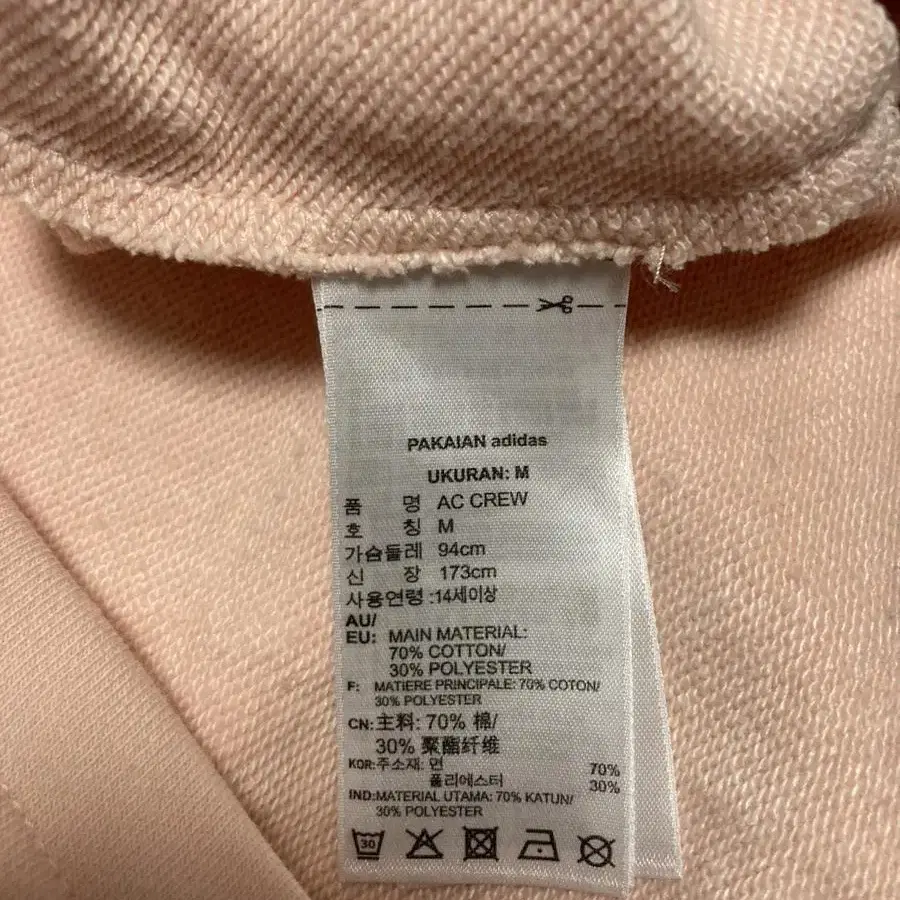 PAKAIAN adidas
UKURAN: M
품 명 AC CREW
호 칭 M
가슴둘레 94cm
신 장 173cm
사용연령 :14세이상
AU/
EU: MAIN MATERIAL:
70% COTTON/
30% POLYESTER
F: MATIERE PRINCIPALE: 70% COTON/
30% POLYESTER
CN: 主料: 70% 棉/
30% 聚酯纤维
KOR: 주소재: 면 70%
폴리에스터 30%
IND: MATERIAL UTAMA: 70% KATUN/
30% POLYESTER
30